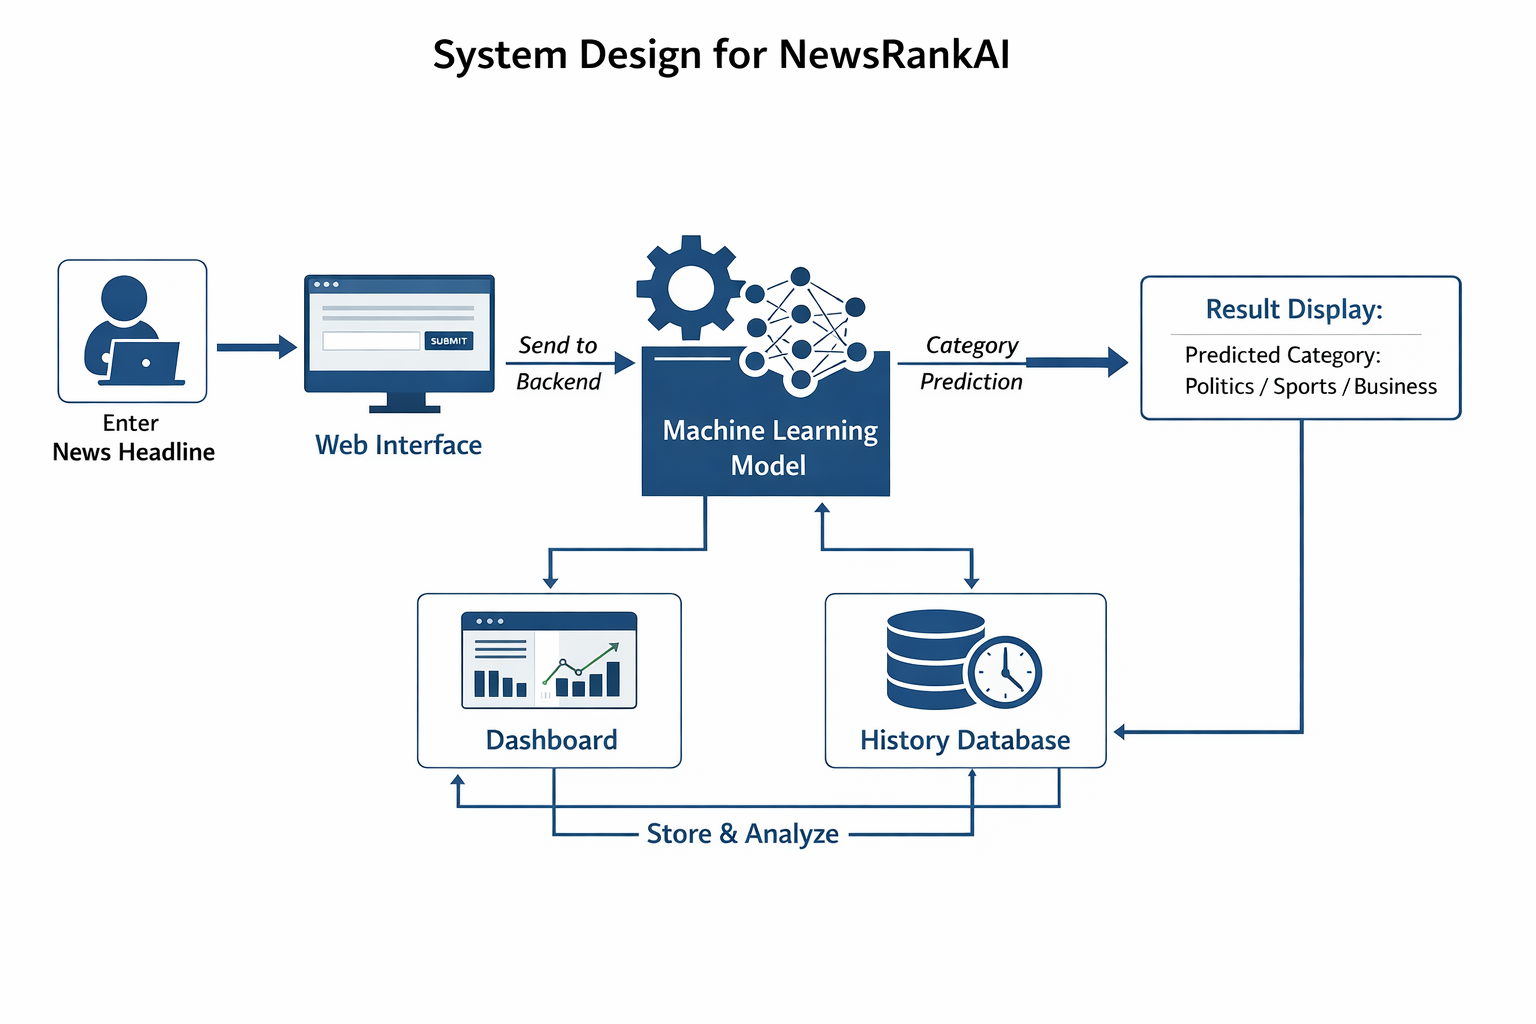 System Design for NewsRankAI
Enter
News Headline
SUBMIT
Web Interface
Send to
Backend
Machine Learning
Model
Category
Prediction
Result Display:
Predicted Category:
Politics / Sports / Business
Dashboard
History Database
Store & Analyze